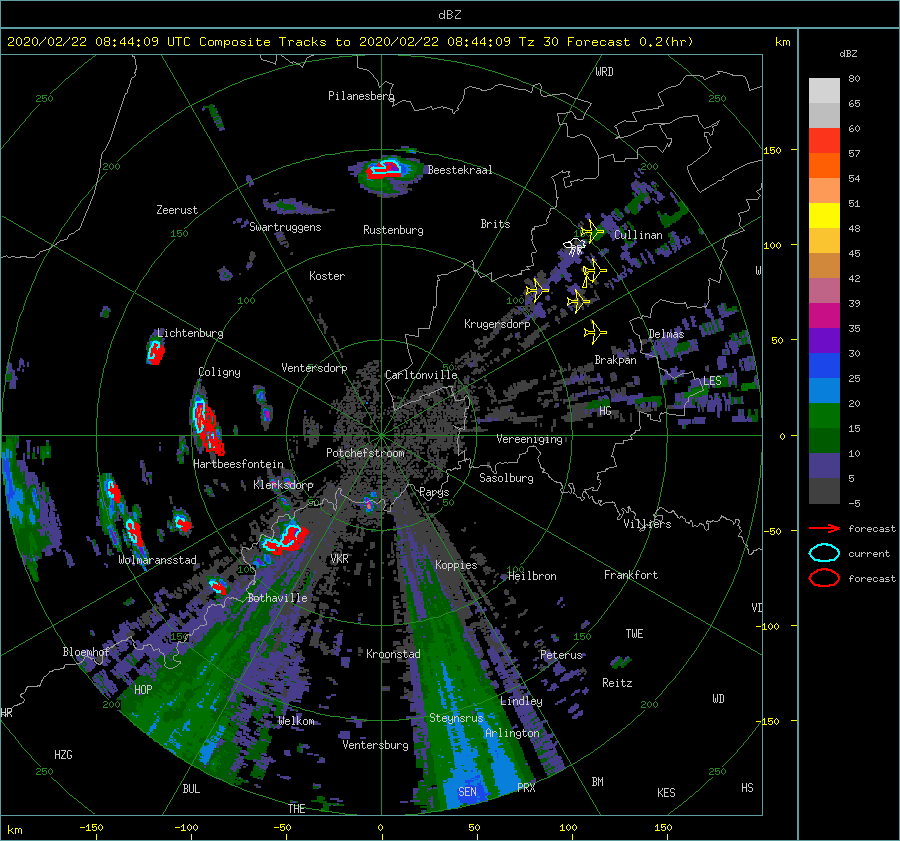 dBZ
2020/02/22 08:44:09 UTC Composite Tracks to 2020/02/22 08:44:09 Tz 30 Forecast 0.2(hr)
km
dBZ
80
65
60
57
54
51
48
45
42
39
35
30
25
20
15
10
5
-5
forecast
current
forecast
WRD
Pilanesberg
250
250
150
200
Beestekraal
200
Zeerust
Swartruggens
150
Rustenburg
Brits
150
Cullinan
100
Koster
W
100
100
Krugersdorp
Lichtenburg
Delmas
50
Brakpan
Coligny
Ventersdorp
50
Carltonville
50
LES
HG
Vereeniging
0
Potchefstroom
Hartbeesfontein
Klerksdorp
Sasolburg
50
Parys
50
Villiers
-50
Wolmaransstad
VKR
Koppies
100
Heilbron
Frankfort
Bothaville
VI
-100
150
150
TWE
Bloemhof
Kroonstad
Peterus
HOP
Reitz
200
Lindley
200
WD
HR
Welkom
Steynsrus
-150
Arlington
Ventersburg
HZG
250
250
BUL
SEN
PRX
BM
KES
HS
THE
km
-150
-100
-50
0
50
100
150